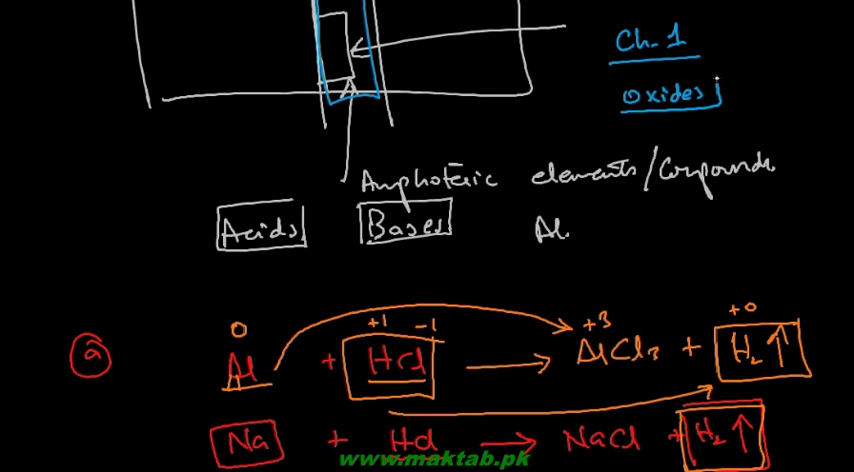 Ch. 1
Oxides
Amphoteric elements/Compounds
Acids Bases Al.
0 +1 -1 +3 +0
a Al + HCl → AlCl3 + H2 ↑
Na + HCl → NaCl + H2 ↑
www.maktab.pk